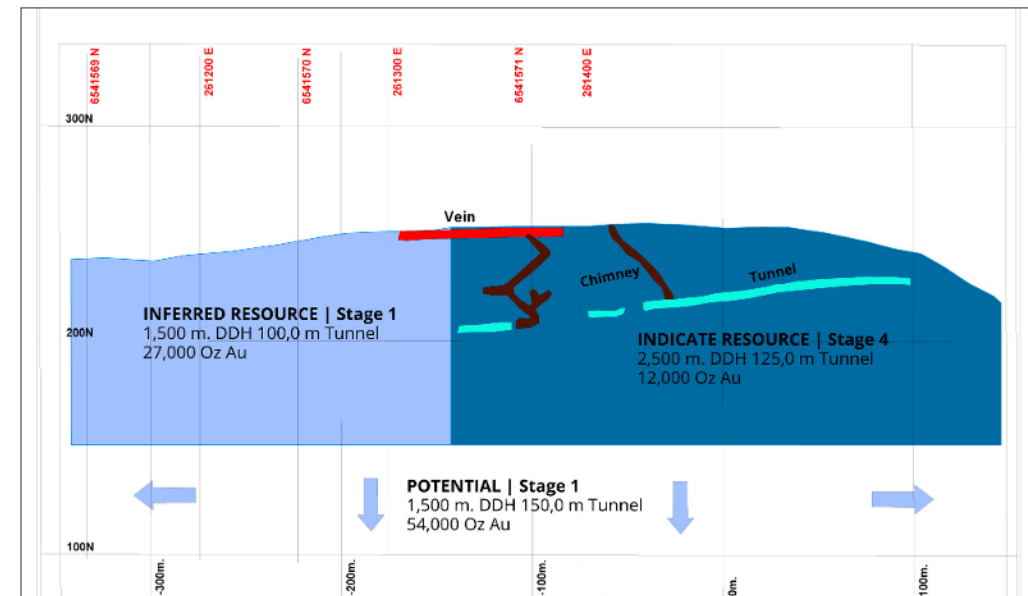 6541569 N
261200 E
6541570 N
261300 E
6541571 N
261400 E
300N
Vein
Chimney
Tunnel
INFERRED RESOURCE | Stage 1
1,500 m. DDH 100,0 m Tunnel
27,000 Oz Au
200N
INDICATE RESOURCE | Stage 4
2,500 m. DDH 125,0 m Tunnel
12,000 Oz Au
POTENTIAL | Stage 1
1,500 m. DDH 150,0 m Tunnel
54,000 Oz Au
100N
-300m.
-200m.
-100m.
0m.
100m.